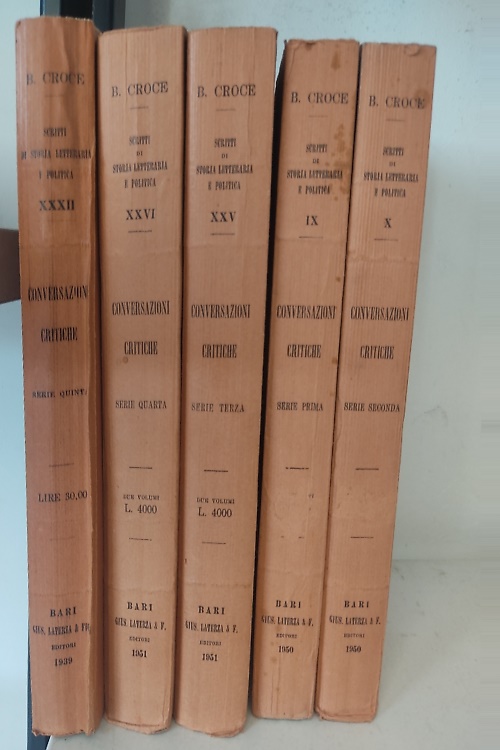 B. CROCE
SCRITTI
DI STORIA LETTERARIA
E POLITICA
XXXII
CONVERSAZIONI
CRITICHE
SERIE QUINTA
LIRE 30,00
BARI
GIUS. LATERZA & FI.
EDITORI
1939
B. CROCE
SCRITTI
DI
STORIA LETTERARIA
E POLITICA
XXVI
CONVERSAZIONI
CRITICHE
SERIE QUARTA
DUE VOLUMI
L. 4000
BARI
GIUS. LATERZA & F.
EDITORI
1951
B. CROCE
SCRITTI
DI
STORIA LETTERARIA
E POLITICA
XXV
CONVERSAZIONI
CRITICHE
SERIE TERZA
DUE VOLUMI
L. 4000
BARI
GIUS. LATERZA & F.
EDITORI
1951
B. CROCE
SCRITTI
DI
STORIA LETTERARIA
E POLITICA
IX
CONVERSAZIONI
CRITICHE
SERIE PRIMA
BARI
GIUS. LATERZA & F.
EDITORI
1950
B. CROCE
SCRITTI
DI
STORIA LETTERARIA
E POLITICA
X
CONVERSAZIONI
CRITICHE
SERIE SECONDA
BARI
GIUS. LATERZA & F.
EDITORI
1950